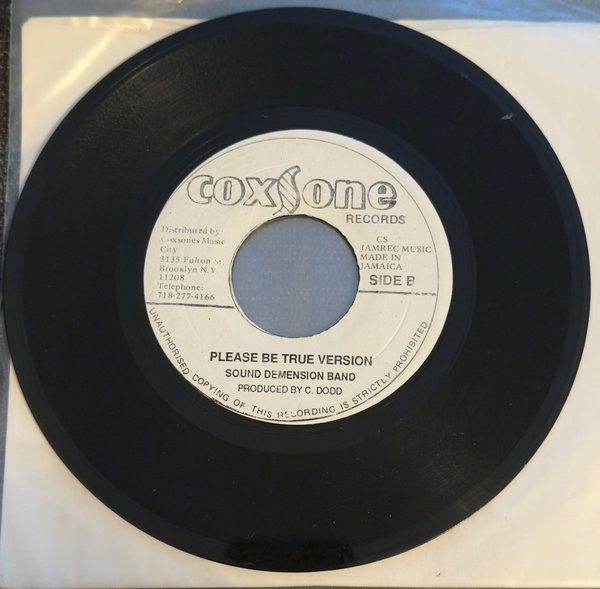 coxsone
RECORDS
Distributed by:
Coxsones Music
City
3135 Fulton St.
Brooklyn N.Y.
11208
Telephone:
718-277-4166
CS
JAMREC MUSIC
MADE IN
JAMAICA
SIDE B
PLEASE BE TRUE VERSION
SOUND DEMENSION BAND
PRODUCED BY C. DODD
UNAUTHORISED COPYING OF THIS RECORDING IS STRICTLY PROHIBITED